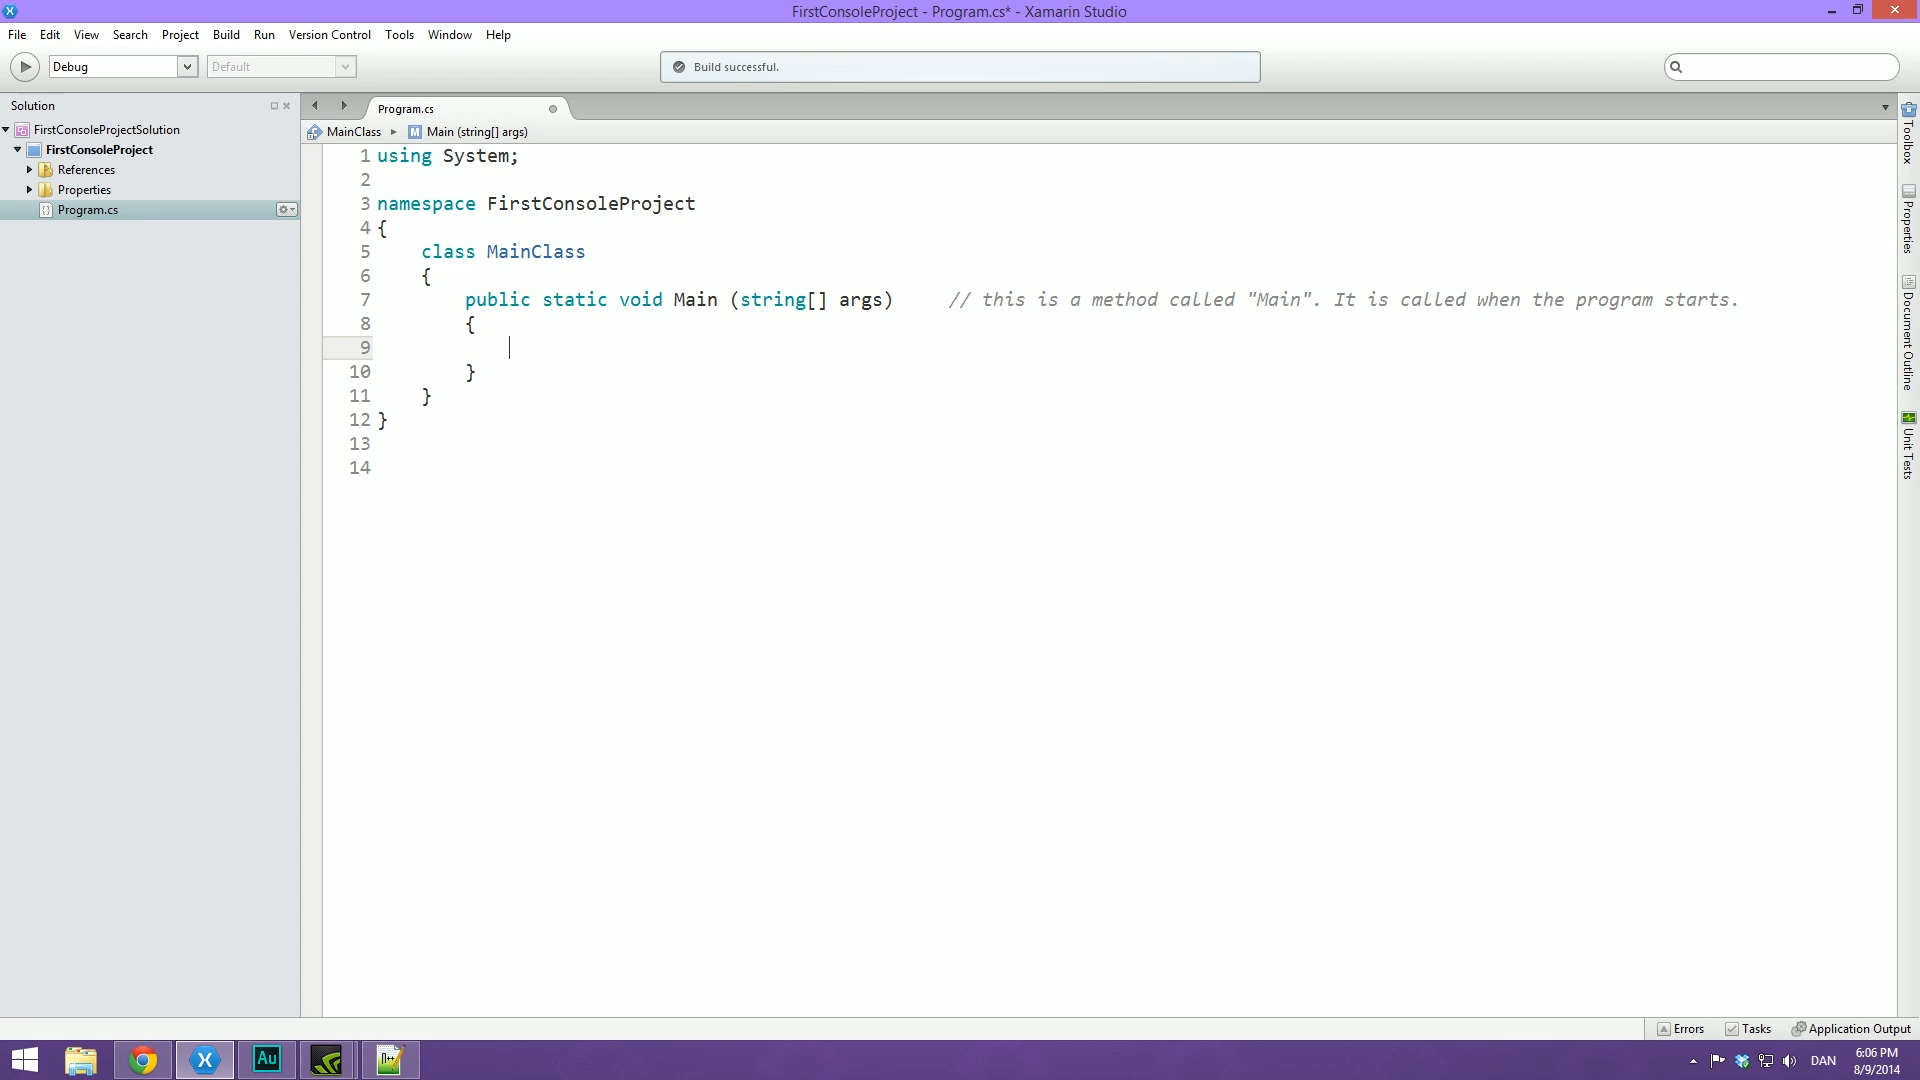 FirstConsoleProject - Program.cs* - Xamarin Studio
File Edit View Search Project Build Run Version Control Tools Window Help
Debug Default Build successful.
Solution
Program.cs
FirstConsoleProjectSolution
FirstConsoleProject
References
Properties
Program.cs
MainClass Main (string[] args)
1 using System;
2
3 namespace FirstConsoleProject
4 {
5 class MainClass
6 {
7 public static void Main (string[] args) // this is a method called "Main". It is called when the program starts.
8 {
9
10 }
11 }
12 }
13
14
Toolbox
Properties
Document Outline
Unit Tests
Errors Tasks Application Output
Au
n++
DAN
6:06 PM
8/9/2014